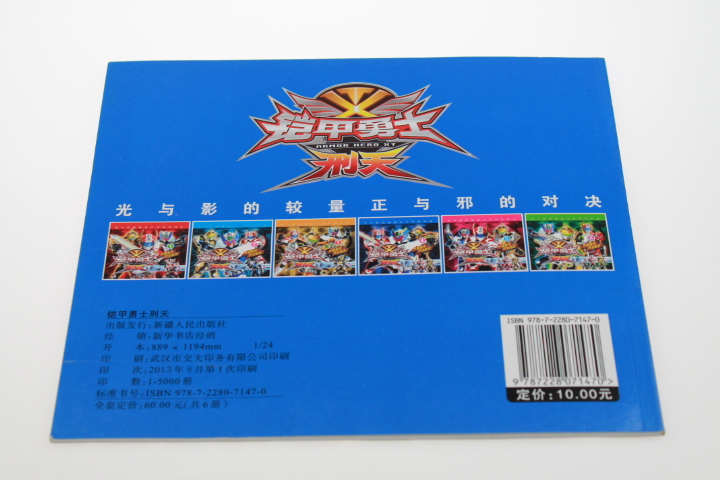 铠甲勇士
ARMOR HERO XT
刑天
光与影的较量正与邪的对决
铠甲勇士刑天
出版发行:新疆人民出版社
经 销:新华书店经销
开 本:889×1194mm 1/24
印 刷:武汉市交大印务有限公司印刷
印 次:2013年6月第1次印刷
印 数:1-5000册
标准书号:ISBN 978-7-2280-7147-0
全套定价:60.00元(共6册)
ISBN 978-7-2280-7147-0
9 787228 071470 >
定价:10.00元